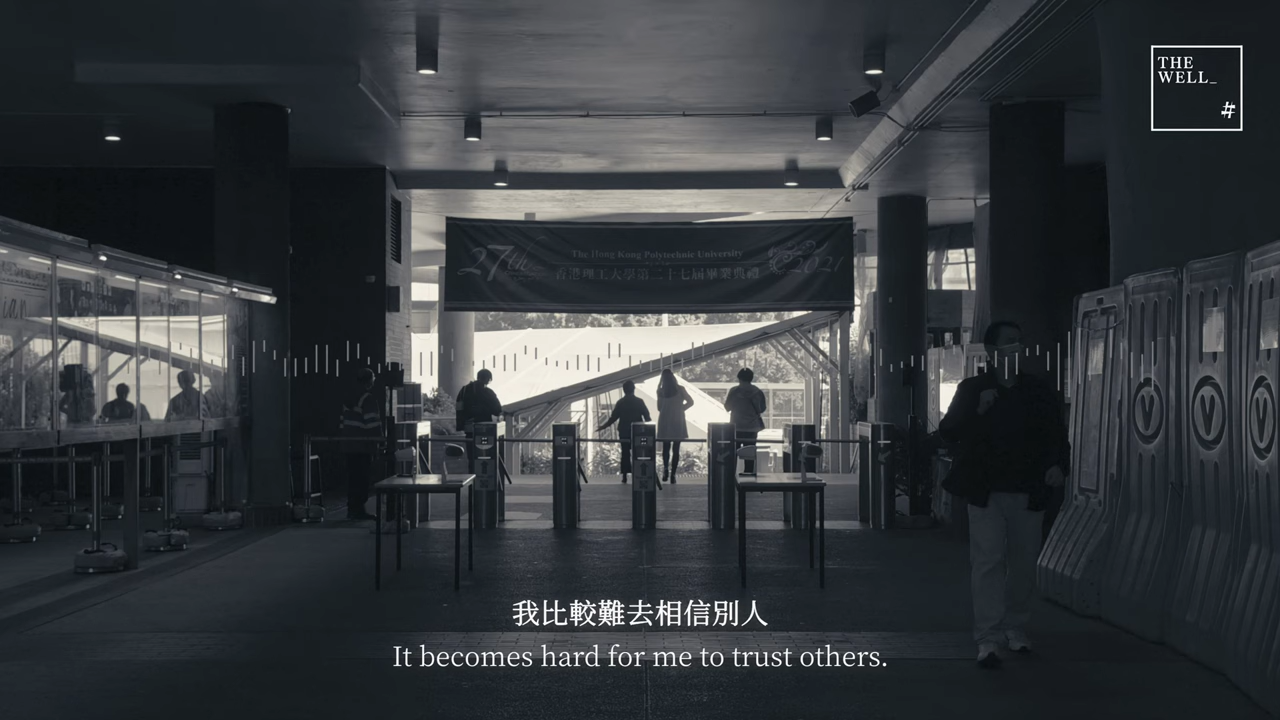 THE
WELL_
#
27th
The Hong Kong Polytechnic University
香港理工大學第二十七屆畢業典禮
2021
我比較難去相信別人
It becomes hard for me to trust others.